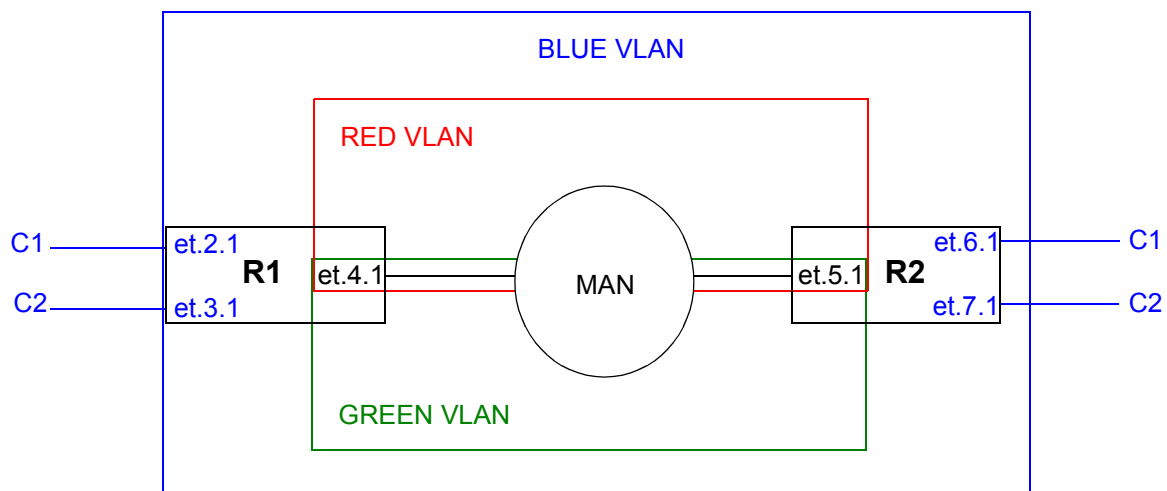 BLUE VLAN
RED VLAN
C1
et.2.1
R1
et.4.1
C2
et.3.1
MAN
et.5.1
R2
et.6.1
C1
et.7.1
C2
GREEN VLAN